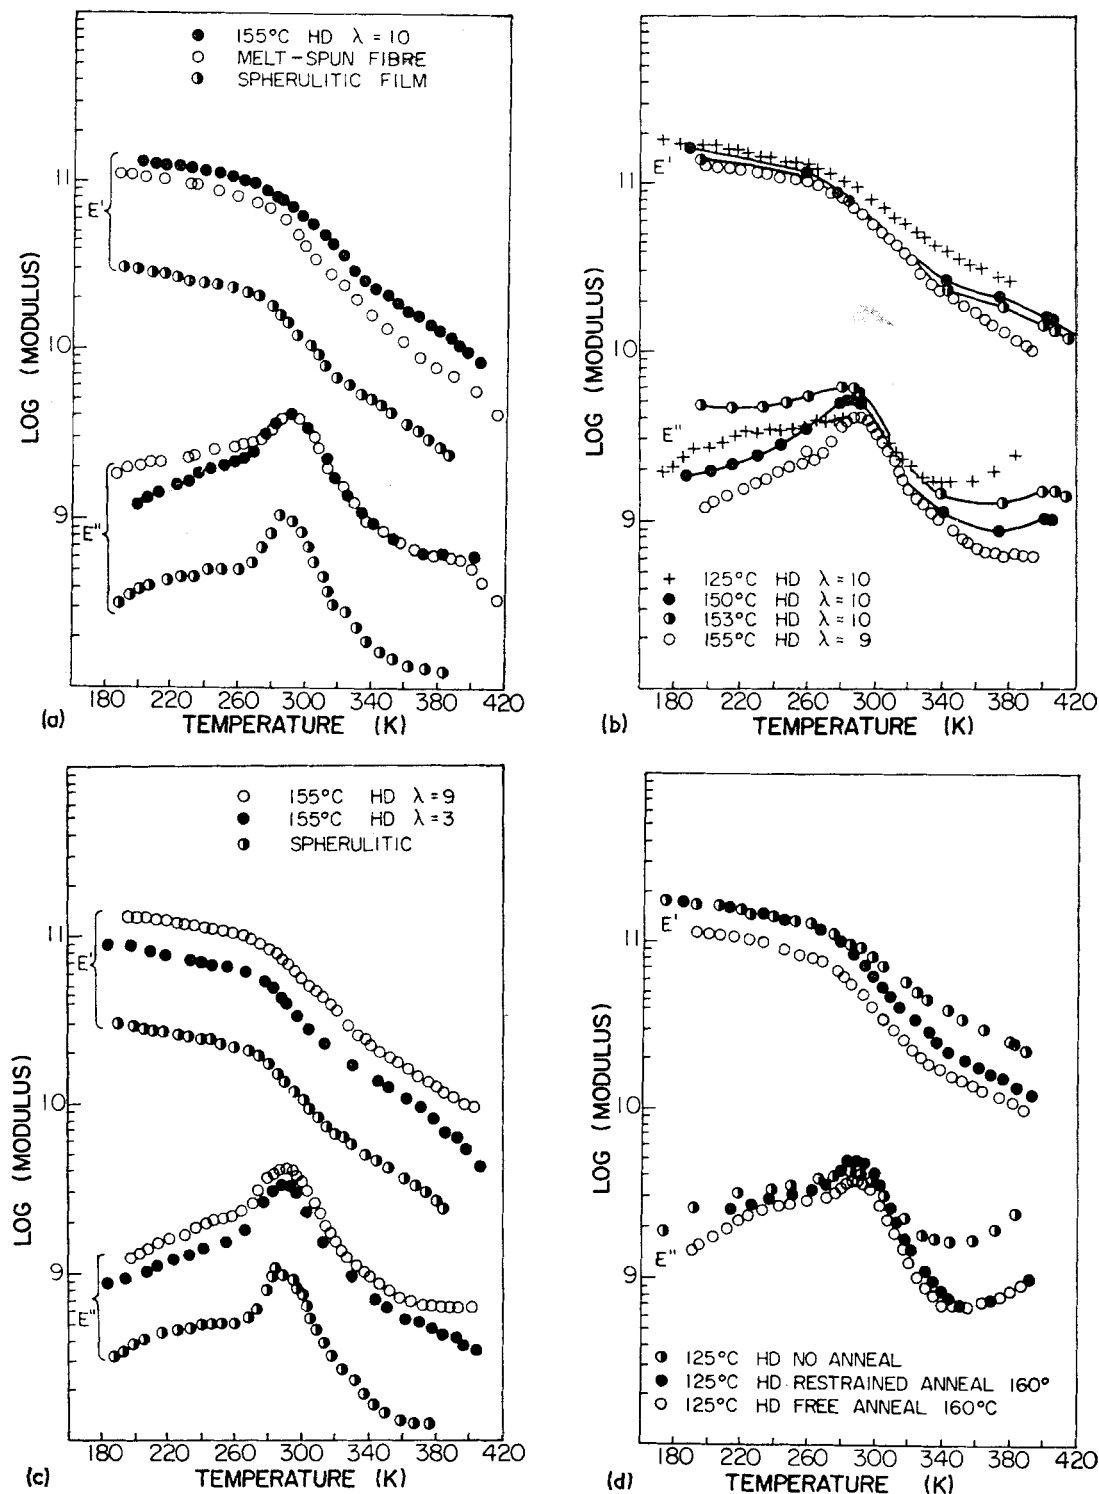 155°C HD λ=10
MELT-SPUN FIBRE
SPHERULITIC FILM
LOG (MODULUS)
11
10
9
E'
E"
180 220 260 300 340 380 420
(a) TEMPERATURE (K)
LOG (MODULUS)
11
10
9
E'
E"
125°C HD λ=10
150°C HD λ=10
153°C HD λ=10
155°C HD λ=9
180 220 260 300 340 380 420
(b) TEMPERATURE (K)
155°C HD λ=9
155°C HD λ=3
SPHERULITIC
LOG (MODULUS)
11
10
9
E'
E"
180 220 260 300 340 380 420
(c) TEMPERATURE (K)
LOG (MODULUS)
11
10
9
E'
E"
125°C HD NO ANNEAL
125°C HD RESTRAINED ANNEAL 160°
125°C HD FREE ANNEAL 160°C
180 220 260 300 340 380 420
(d) TEMPERATURE (K)